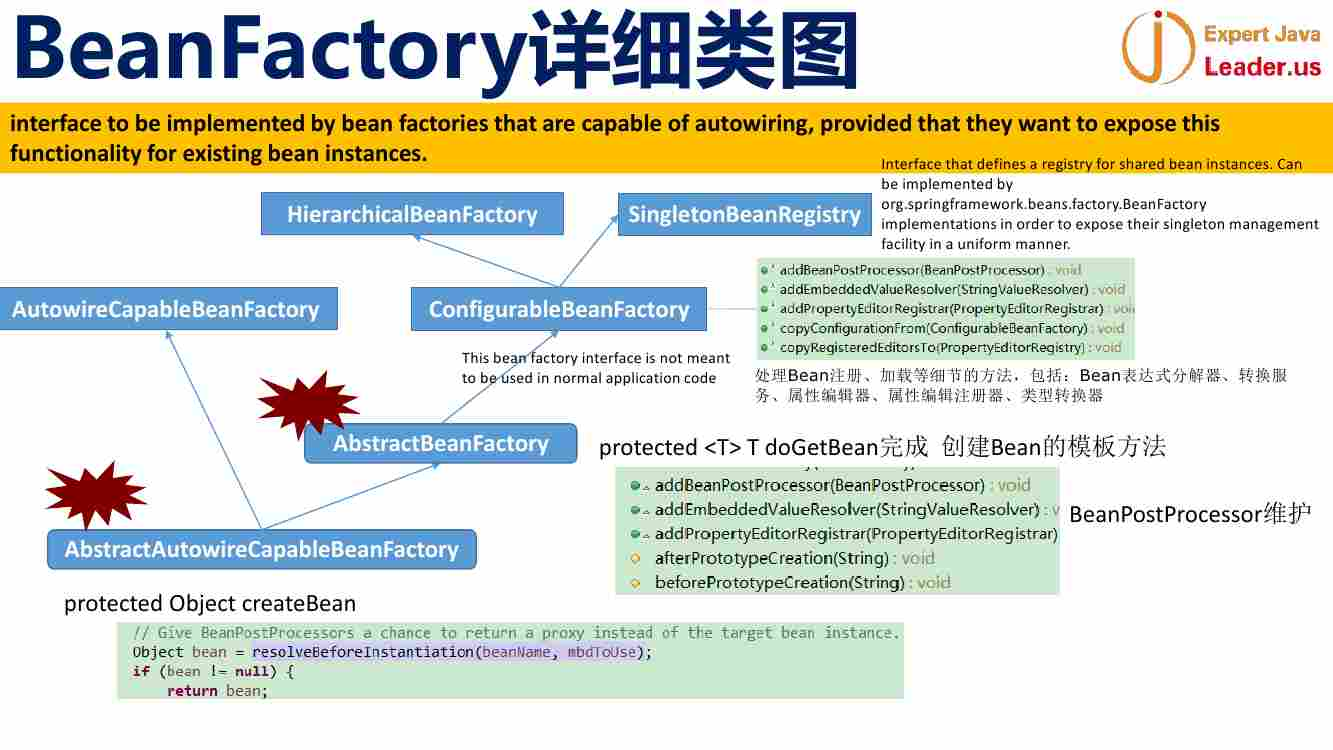 BeanFactory详细类图
Expert Java
Leader.us
interface to be implemented by bean factories that are capable of autowiring, provided that they want to expose this
functionality for existing bean instances.
Interface that defines a registry for shared bean instances. Can
be implemented by
org.springframework.beans.factory.BeanFactory
implementations in order to expose their singleton management
facility in a uniform manner.
HierarchicalBeanFactory
SingletonBeanRegistry
addBeanPostProcessor(BeanPostProcessor) : void
addEmbeddedValueResolver(StringValueResolver) : void
addPropertyEditorRegistrar(PropertyEditorRegistrar) : voi
copyConfigurationFrom(ConfigurableBeanFactory) : void
copyRegisteredEditorsTo(PropertyEditorRegistry) : void
AutowireCapableBeanFactory
ConfigurableBeanFactory
This bean factory interface is not meant
to be used in normal application code
处理Bean注册、加载等细节的方法，包括：Bean表达式分解器、转换服
务、属性编辑器、属性编辑注册器、类型转换器
AbstractBeanFactory
protected <T> T doGetBean完成 创建Bean的模板方法
addBeanPostProcessor(BeanPostProcessor) : void
addEmbeddedValueResolver(StringValueResolver) : v
addPropertyEditorRegistrar(PropertyEditorRegistrar)
afterPrototypeCreation(String) : void
beforePrototypeCreation(String) : void
BeanPostProcessor维护
AbstractAutowireCapableBeanFactory
protected Object createBean
// Give BeanPostProcessors a chance to return a proxy instead of the target bean instance.
Object bean = resolveBeforeInstantiation(beanName, mbdToUse);
if (bean != null) {
return bean;